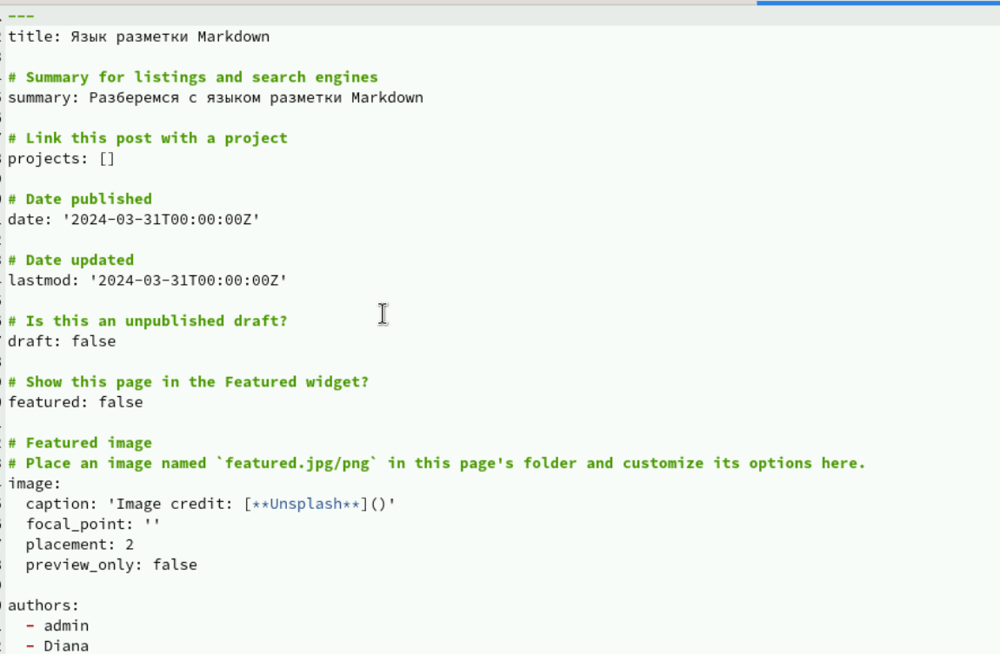 ---
title: Язык разметки Markdown
# Summary for listings and search engines
summary: Разберемся с языком разметки Markdown
# Link this post with a project
projects: []
# Date published
date: '2024-03-31T00:00:00Z'
# Date updated
lastmod: '2024-03-31T00:00:00Z'
# Is this an unpublished draft?
draft: false
# Show this page in the Featured widget?
featured: false
# Featured image
# Place an image named `featured.jpg/png` in this page's folder and customize its options here.
image:
  caption: 'Image credit: [**Unsplash**]()'
  focal_point: ''
  placement: 2
  preview_only: false
authors:
  - admin
  - Diana